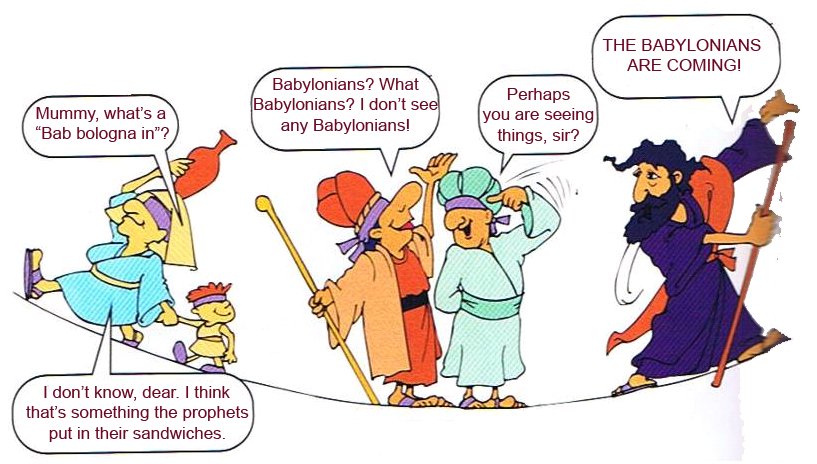 Mummy, what's a
“Bab bologna in”?
I don't know, dear. I think
that's something the prophets
put in their sandwiches.
Babylonians? What
Babylonians? I don't see
any Babylonians!
Perhaps
you are seeing
things, sir?
THE BABYLONIANS
ARE COMING!